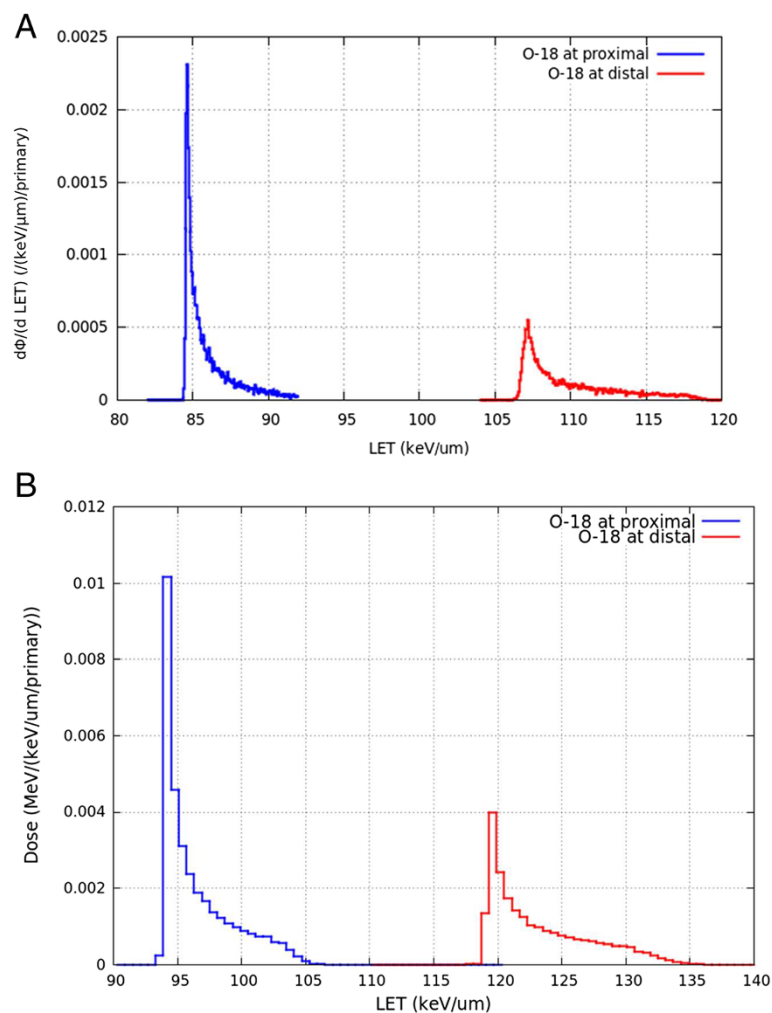 A
0.0025
O-18 at proximal
O-18 at distal
0.002
0.0015
0.001
0.0005
0
dΦ/(d LET) (/(keV/μm)/primary)
80 85 90 95 100 105 110 115 120
LET (keV/um)
B
0.012
O-18 at proximal
O-18 at distal
0.01
0.008
0.006
0.004
0.002
0
Dose (MeV/(keV/um/primary))
90 95 100 105 110 115 120 125 130 135 140
LET (keV/um)